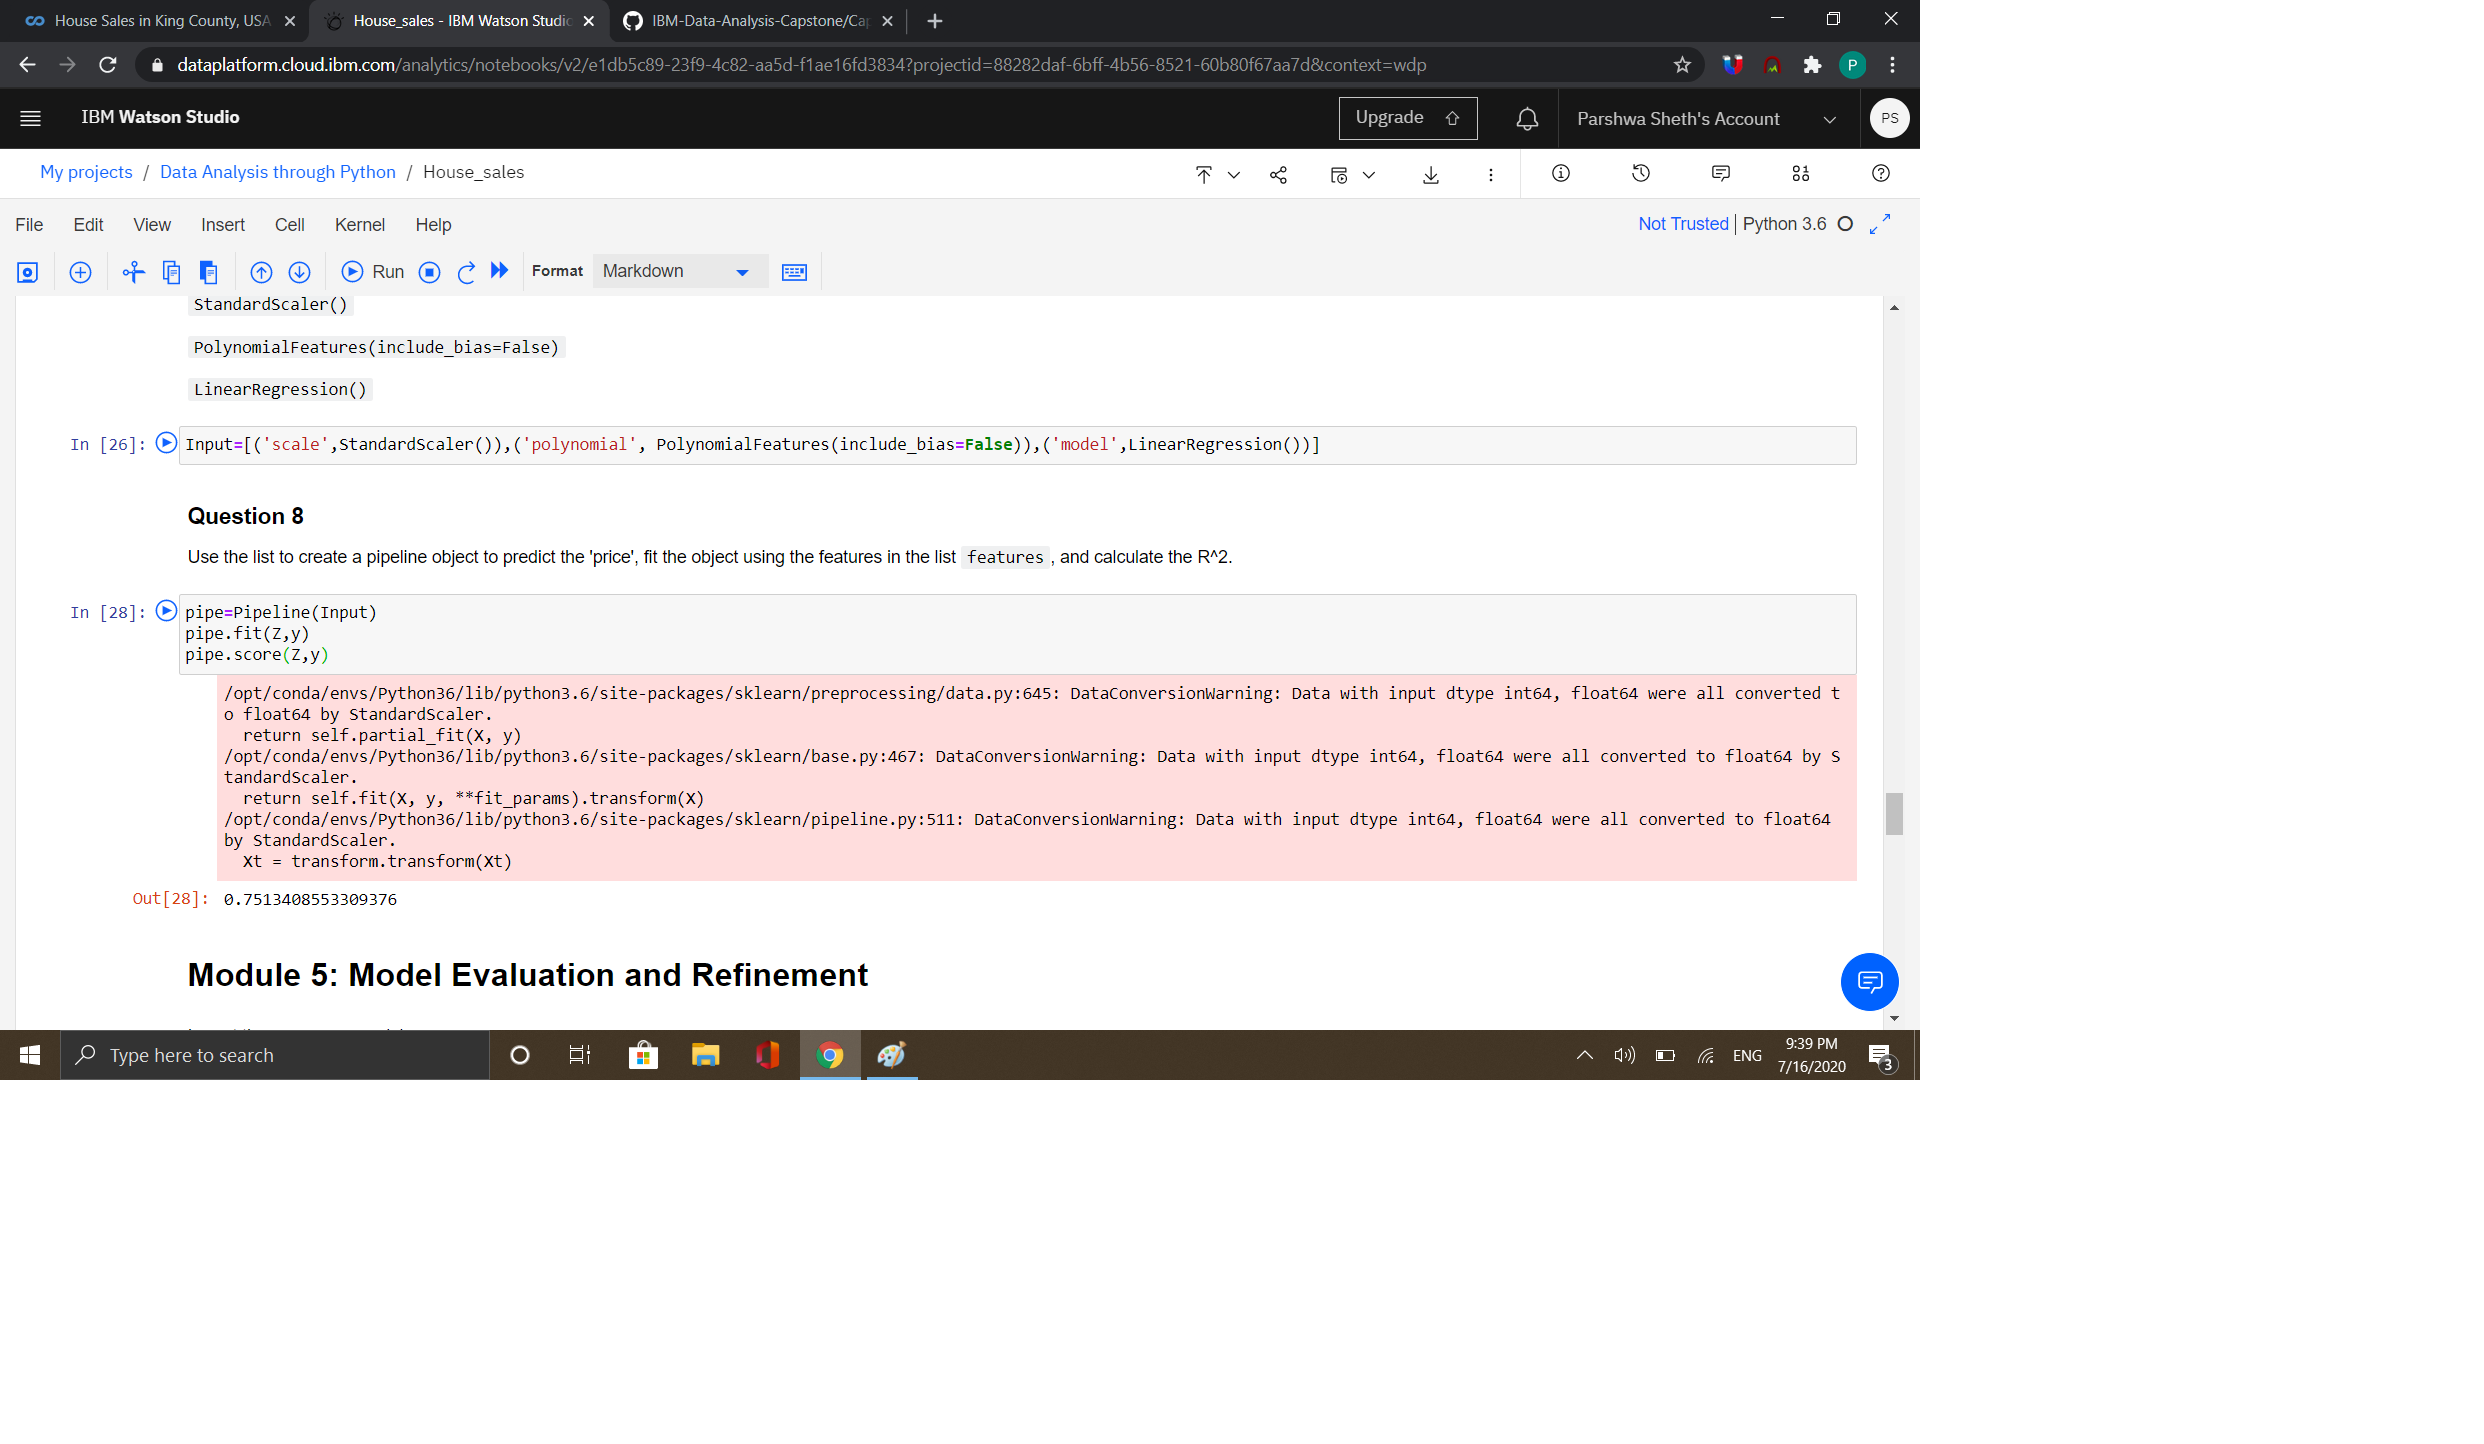 House Sales in King County, USA
House_sales - IBM Watson Studio
IBM-Data-Analysis-Capstone/Cap
dataplatform.cloud.ibm.com/analytics/notebooks/v2/e1db5c89-23f9-4c82-aa5d-f1ae16fd3834?projectid=88282daf-6bff-4b56-8521-60b80f67aa7d&context=wdp
P
IBM Watson Studio
Upgrade
Parshwa Sheth's Account
PS
My projects / Data Analysis through Python / House_sales
File Edit View Insert Cell Kernel Help
Not Trusted | Python 3.6
Run
Format
Markdown
StandardScaler()
PolynomialFeatures(include_bias=False)
LinearRegression()
In [26]: Input=[('scale',StandardScaler()),('polynomial', PolynomialFeatures(include_bias=False)),('model',LinearRegression())]
Question 8
Use the list to create a pipeline object to predict the 'price', fit the object using the features in the list features , and calculate the R^2.
In [28]: pipe=Pipeline(Input)
pipe.fit(Z,y)
pipe.score(Z,y)
/opt/conda/envs/Python36/lib/python3.6/site-packages/sklearn/preprocessing/data.py:645: DataConversionWarning: Data with input dtype int64, float64 were all converted t
o float64 by StandardScaler.
return self.partial_fit(X, y)
/opt/conda/envs/Python36/lib/python3.6/site-packages/sklearn/base.py:467: DataConversionWarning: Data with input dtype int64, float64 were all converted to float64 by S
tandardScaler.
return self.fit(X, y, **fit_params).transform(X)
/opt/conda/envs/Python36/lib/python3.6/site-packages/sklearn/pipeline.py:511: DataConversionWarning: Data with input dtype int64, float64 were all converted to float64
by StandardScaler.
Xt = transform.transform(Xt)
Out[28]: 0.7513408553309376
Module 5: Model Evaluation and Refinement
Type here to search
ENG
9:39 PM
7/16/2020
3